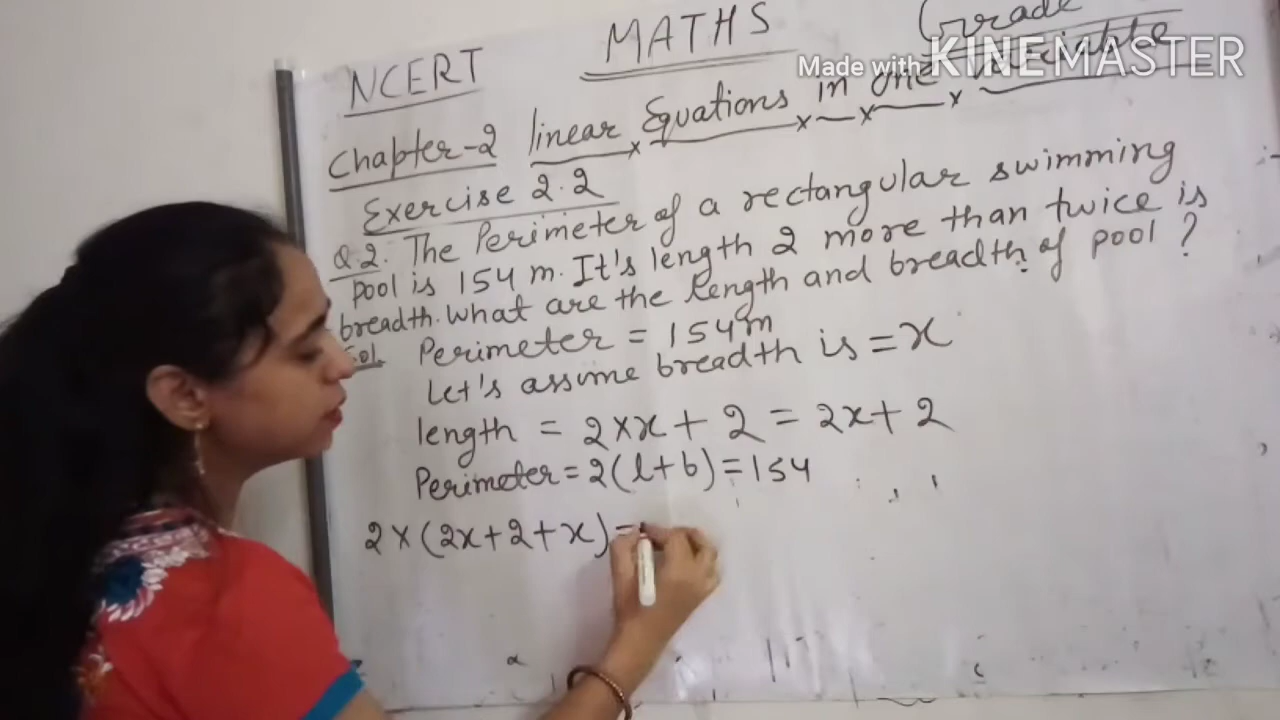 NCERT MATHS Grade
Made with KINEMASTER
Chapter-2 linear Equations in one variable
Exercise 2.2
Q.2. The Perimeter of a rectangular swimming
pool is 154 m. It's length 2 more than twice is
breadth. What are the length and breadth of pool ?
Sol. Perimeter = 154m
Let's assume breadth is = x
length = 2×x + 2 = 2x + 2
Perimeter = 2(l+b) = 154
2×(2x+2+x) =